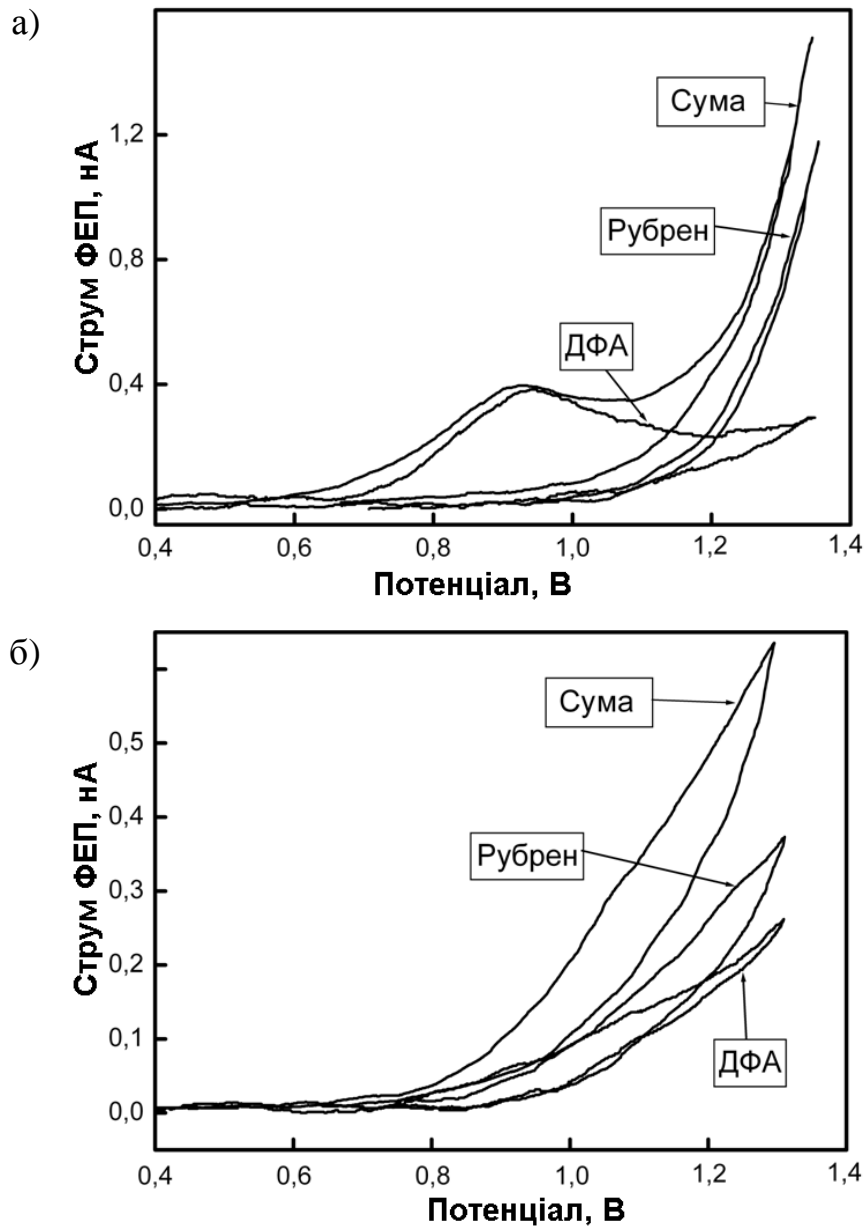 а)
Струм ФЕП, нА
1,2
0,8
0,4
0,0
Сума
Рубрен
ДФА
0,4 0,6 0,8 1,0 1,2 1,4
Потенціал, В
б)
Струм ФЕП, нА
0,5
0,4
0,3
0,2
0,1
0,0
Сума
Рубрен
ДФА
0,4 0,6 0,8 1,0 1,2 1,4
Потенціал, В